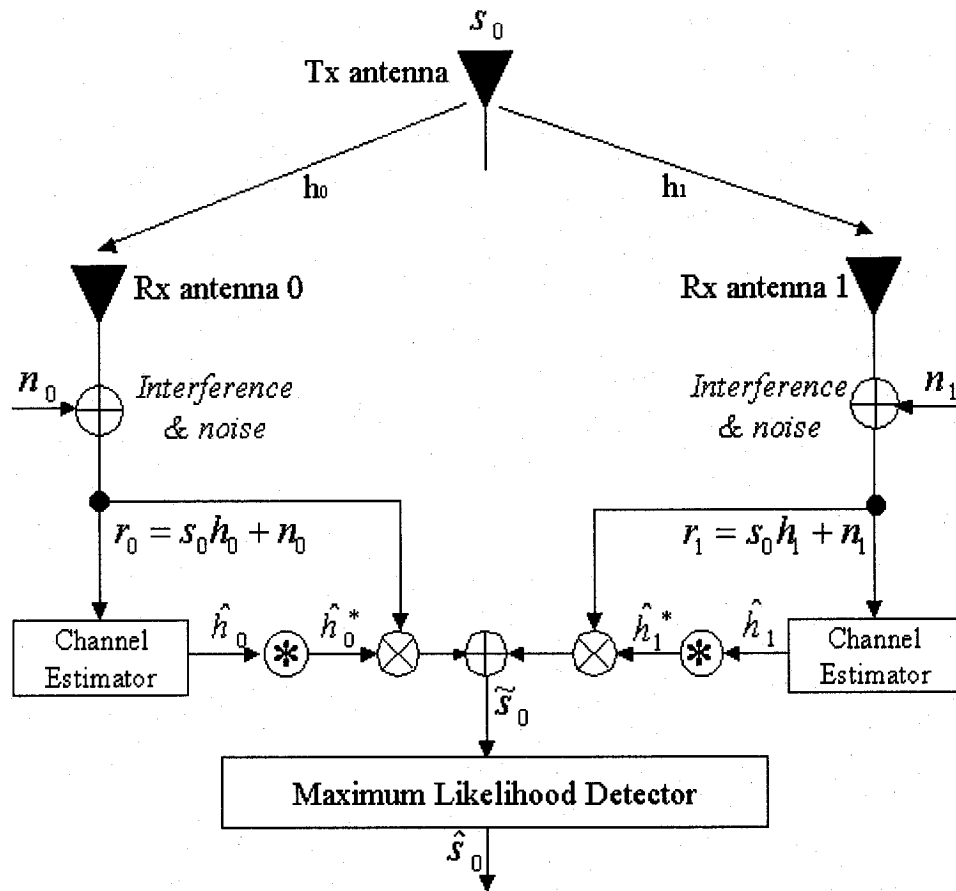 s₀
Tx antenna
h₀
h₁
Rx antenna 0
Rx antenna 1
n₀
Interference
& noise
Interference
& noise
n₁
r₀ = s₀h₀ + n₀
r₁ = s₀h₁ + n₁
Channel
Estimator
ĥ₀
*
ĥ₀*
ĥ₁*
*
ĥ₁
Channel
Estimator
s̃₀
Maximum Likelihood Detector
ŝ₀